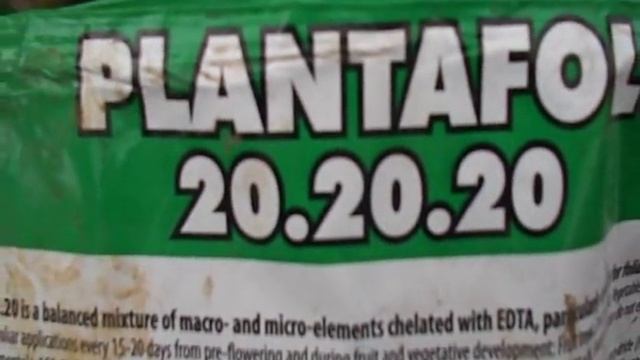 PLANTAFOL
20.20.20
.20 is a balanced mixture of macro- and micro-elements chelated with EDTA,
applications every 15-20 days from pre-flowering and during fruit and vegetative development.
for